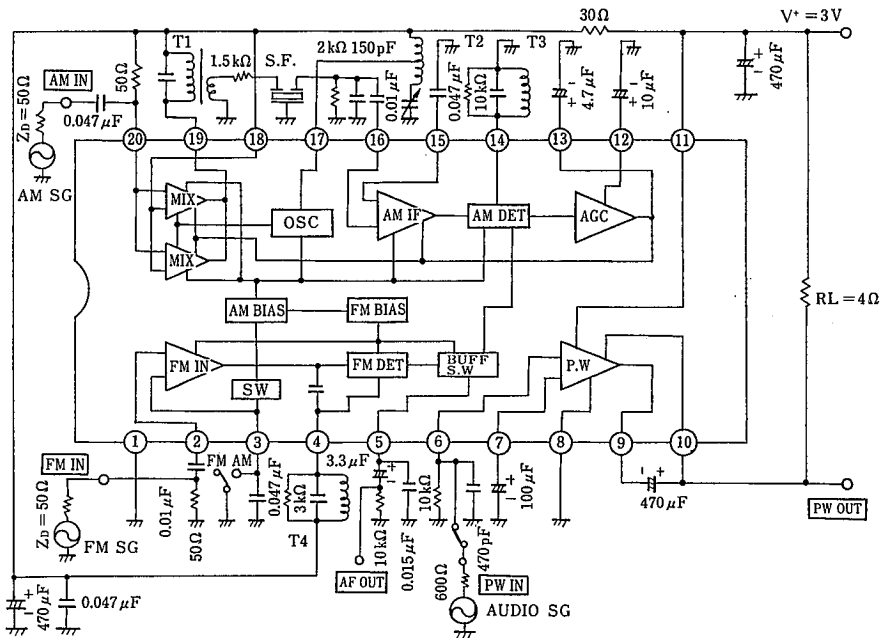 30Ω
V⁺ = 3V
T1
1.5kΩ
S.F.
2kΩ 150pF
T2
T3
50Ω
AM IN
0.047μF
Z_D = 50Ω
AM SG
0.01μF
0.047μF
10kΩ
4.7μF
10μF
470μF
20
19
18
17
16
15
14
13
12
11
MIX
MIX
OSC
AM IF
AM DET
AGC
AM BIAS
FM BIAS
FM IN
SW
FM DET
BUFF
S.W
P.W
RL = 4Ω
1
2
3
4
5
6
7
8
9
10
FM IN
Z_D = 50Ω
FM SG
0.01μF
50Ω
FM AM
0.047μF
3kΩ
T4
3.3μF
AF OUT
10kΩ
0.015μF
10kΩ
470pF
600Ω
PW IN
AUDIO SG
100μF
470μF
PW OUT
470μF
0.047μF